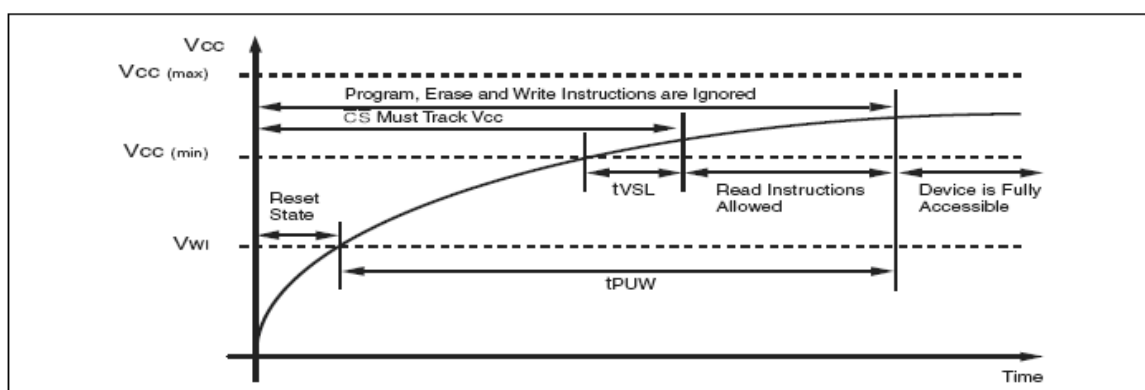 Vcc
Vcc (max)
Program, Erase and Write Instructions are Ignored
CS Must Track Vcc
Vcc (min)
tVSL
Read Instructions
Allowed
Device is Fully
Accessible
Reset
State
VWI
tPUW
Time